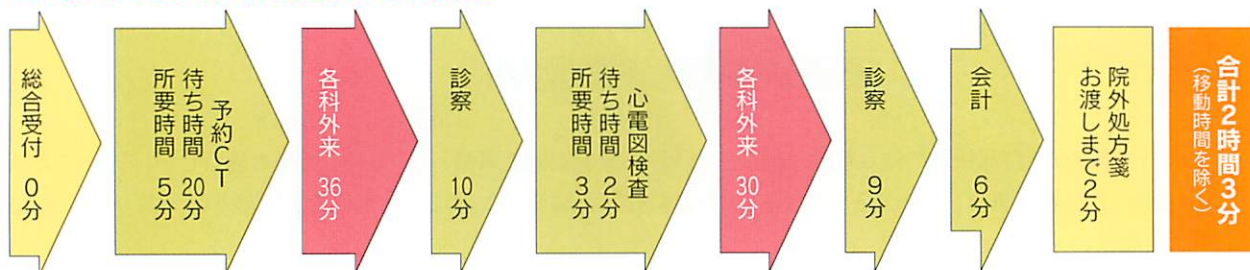 総合受付 0分
予約CT
待ち時間 20分
所要時間 5分
各科外来 36分
診察 10分
心電図検査
待ち時間 2分
所要時間 3分
各科外来 30分
診察 9分
会計 6分
院外処方箋
お渡しまで2分
合計2時間3分
(移動時間を除く)